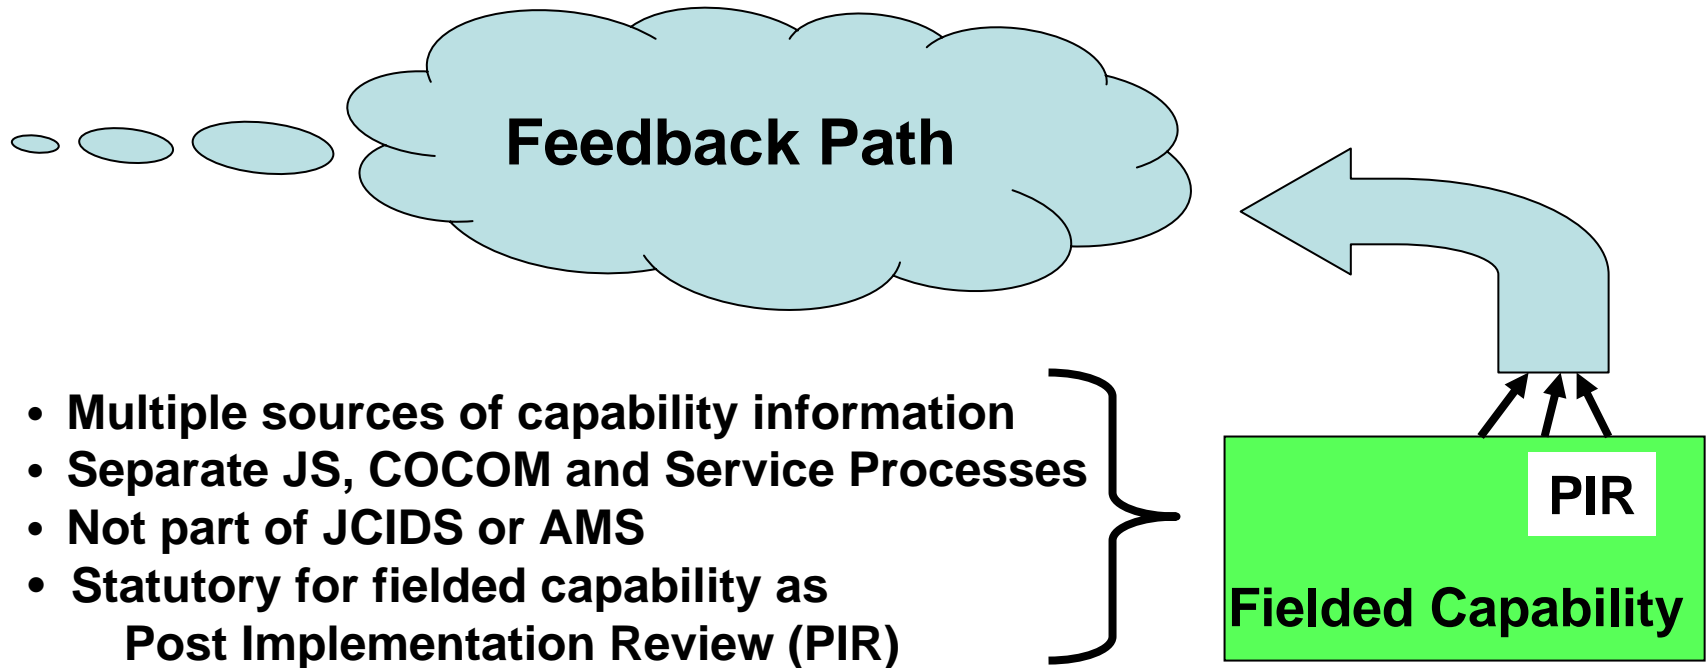 Feedback Path
• Multiple sources of capability information
• Separate JS, COCOM and Service Processes
• Not part of JCIDS or AMS
• Statutory for fielded capability as
Post Implementation Review (PIR)
PIR
Fielded Capability